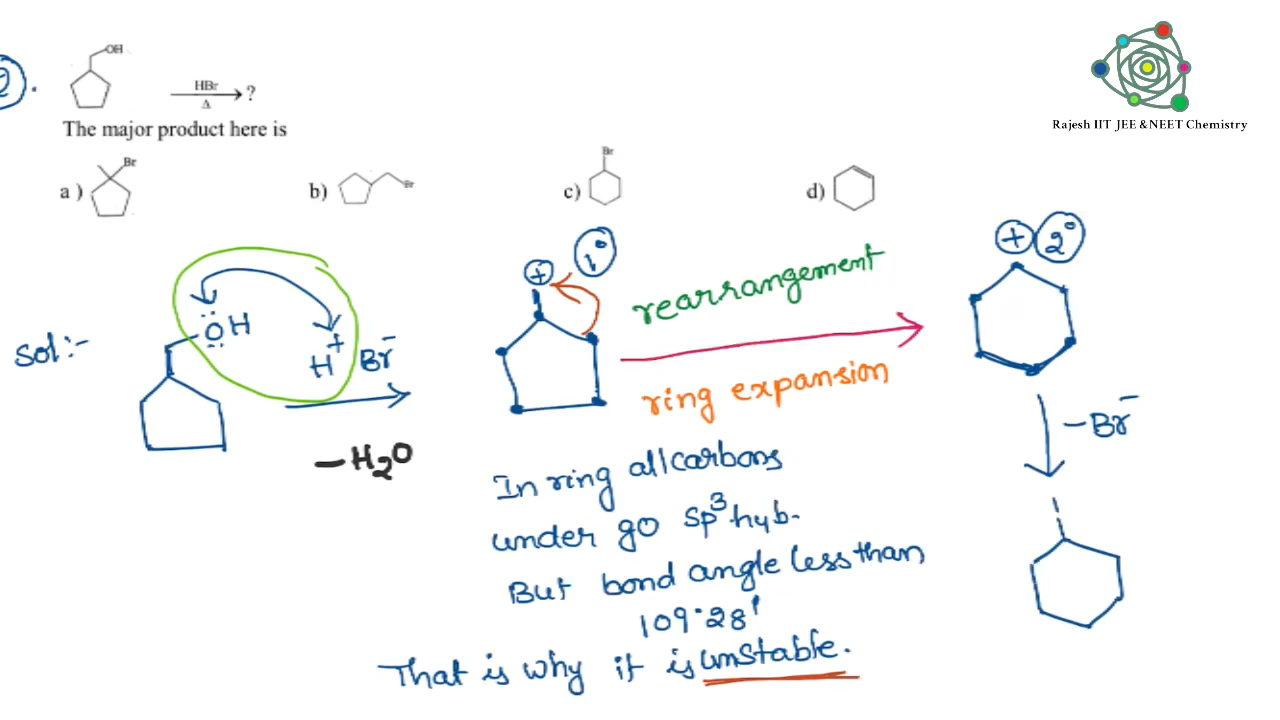 2.
OH
HBr
Δ
?
The major product here is
a ) Br
b) Br
c) Br
d)
Rajesh IIT JEE &NEET Chemistry
Sol:-
ÖH
H+ Br-
-H2O
+ 1°
rearrangement
ring expansion
+ 2°
-Br-
In ring all carbons
under go sp3 hyb.
But bond angle less than
109·28'
That is why it is unstable.